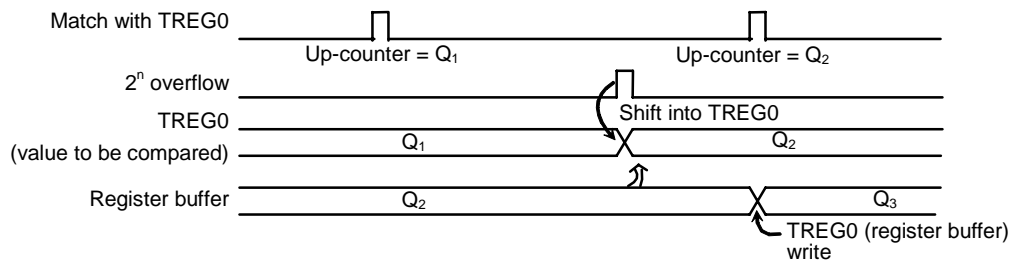 Match with TREG0
Up-counter = Q₁
Up-counter = Q₂
2ⁿ overflow
Shift into TREG0
TREG0
(value to be compared)
Q₁
Q₂
Register buffer
Q₂
Q₃
TREG0 (register buffer)
write